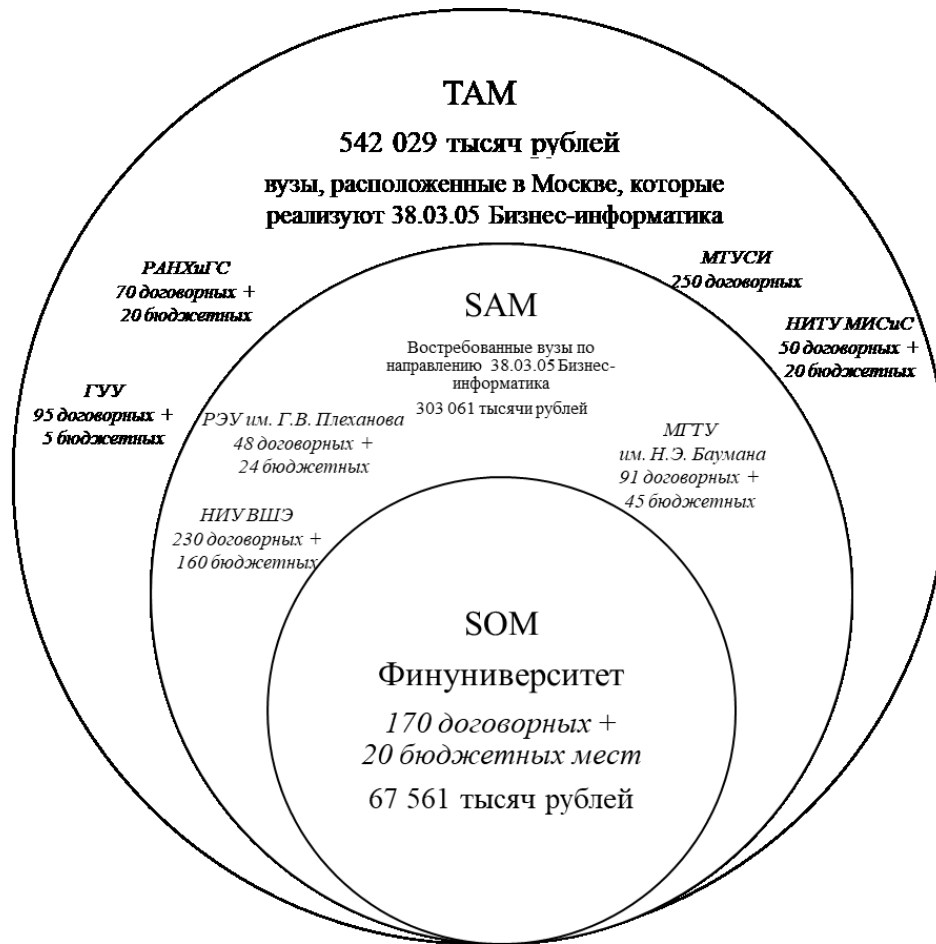 TAM
542 029 тысяч рублей
вузы, расположенные в Москве, которые
реализуют 38.03.05 Бизнес-информатика
РАНХиГС
70 договорных +
20 бюджетных
МТУСИ
250 договорных
НИТУ МИСиС
50 договорных +
20 бюджетных
ГУУ
95 договорных +
5 бюджетных
SAM
Востребованные вузы по
направлению 38.03.05 Бизнес-
информатика
303 061 тысячи рублей
РЭУ им. Г.В. Плеханова
48 договорных +
24 бюджетных
МГТУ
им. Н.Э. Баумана
91 договорных +
45 бюджетных
НИУ ВШЭ
230 договорных +
160 бюджетных
SOM
Финуниверситет
170 договорных +
20 бюджетных мест
67 561 тысяч рублей